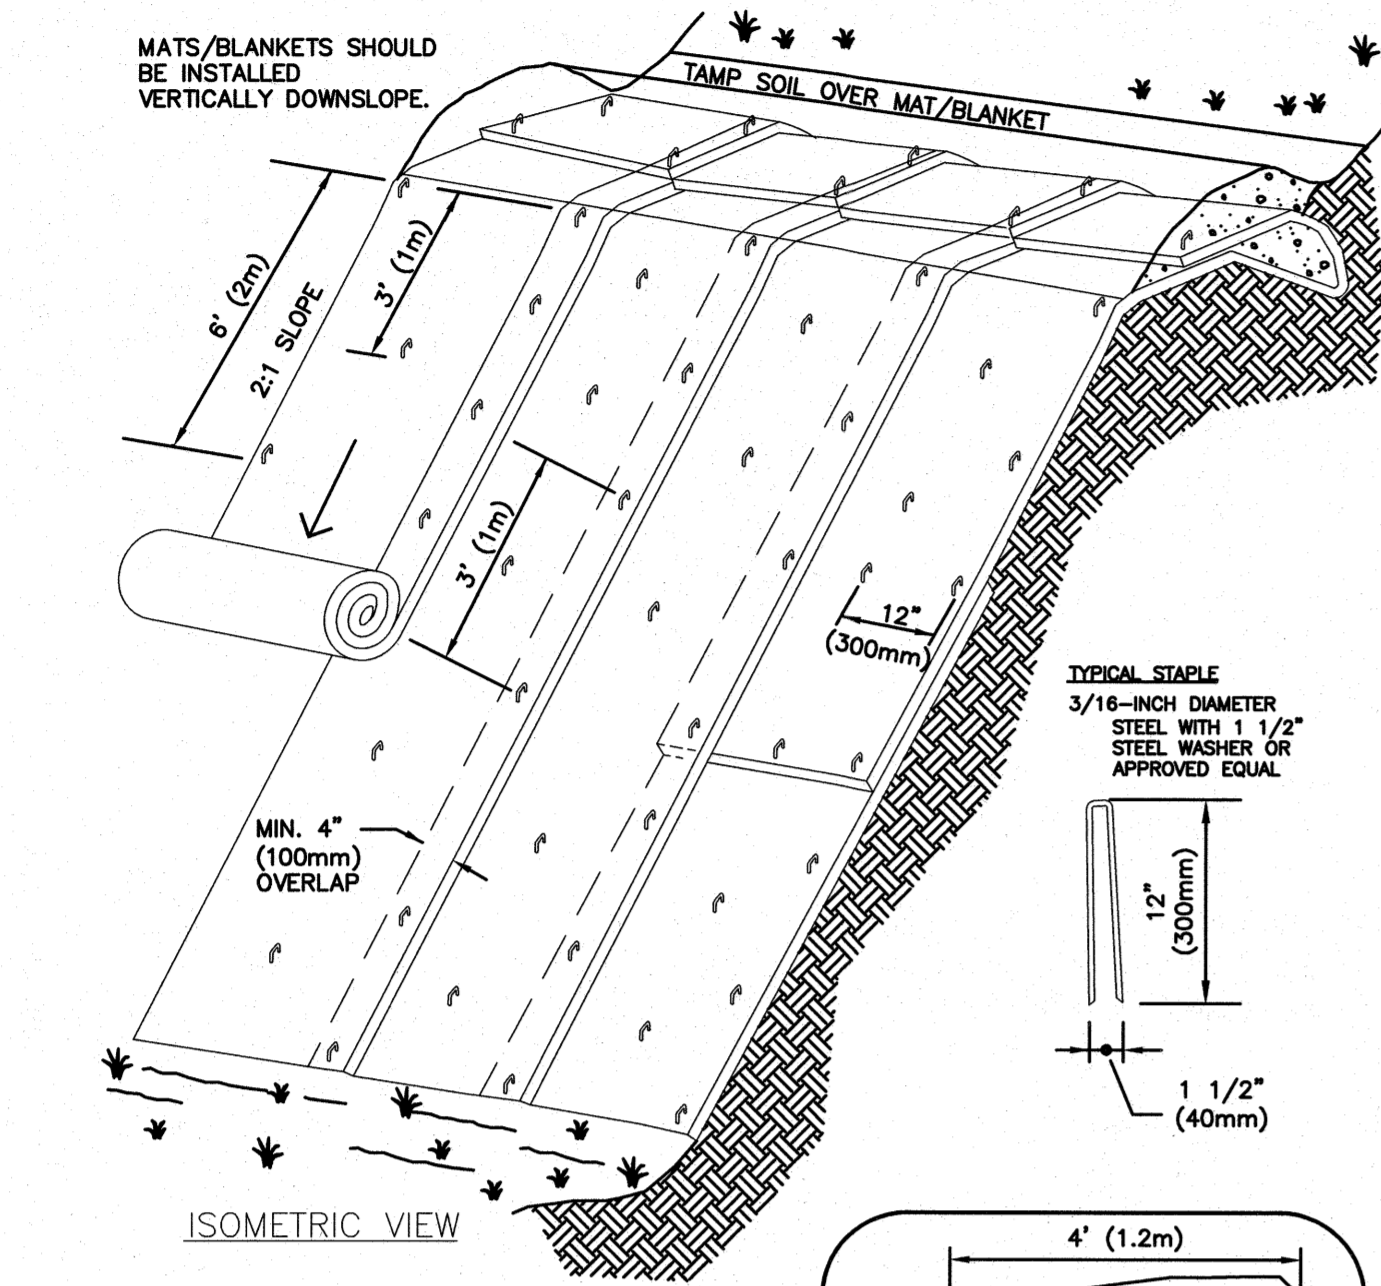 MATS/BLANKETS SHOULD
BE INSTALLED
VERTICALLY DOWNSLOPE.
TAMP SOIL OVER MAT/BLANKET
6' (2m)
2:1 SLOPE
3' (1m)
3' (1m)
12"
(300mm)
MIN. 4"
(100mm)
OVERLAP
TYPICAL STAPLE
3/16-INCH DIAMETER
STEEL WITH 1 1/2"
STEEL WASHER OR
APPROVED EQUAL
12"
(300mm)
1 1/2"
(40mm)
ISOMETRIC VIEW
4' (1.2m)